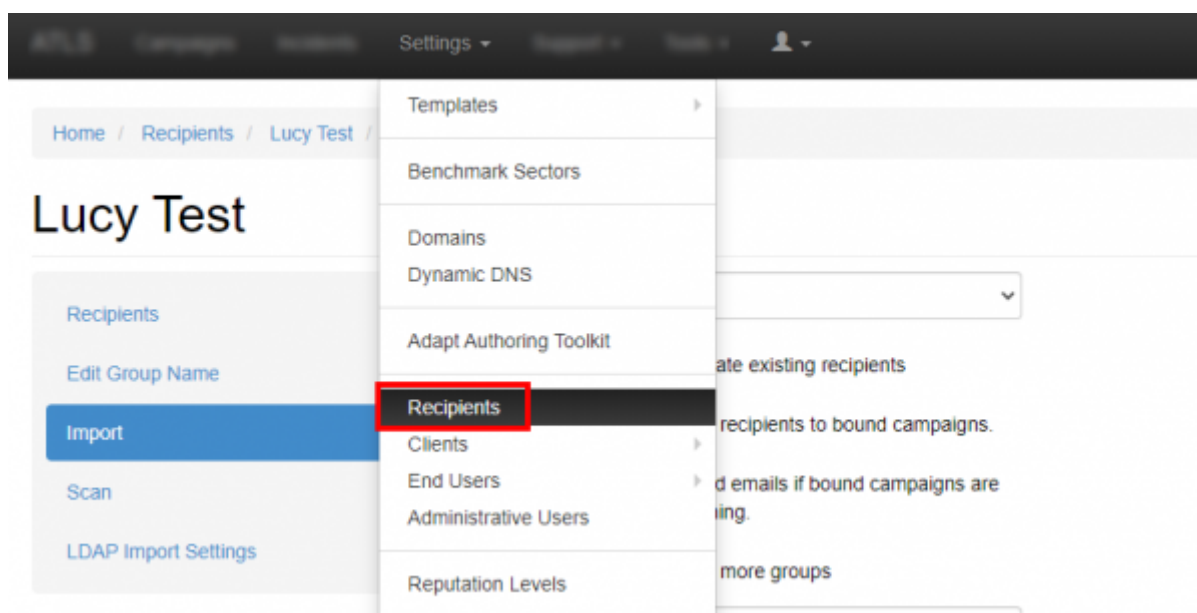 Settings
Home / Recipients / Lucy Test /
Lucy Test
Recipients
Edit Group Name
Import
Scan
LDAP Import Settings
Templates
Benchmark Sectors
Domains
Dynamic DNS
Adapt Authoring Toolkit
Recipients
Clients
End Users
Administrative Users
Reputation Levels
ate existing recipients
recipients to bound campaigns.
d emails if bound campaigns are
ing.
more groups